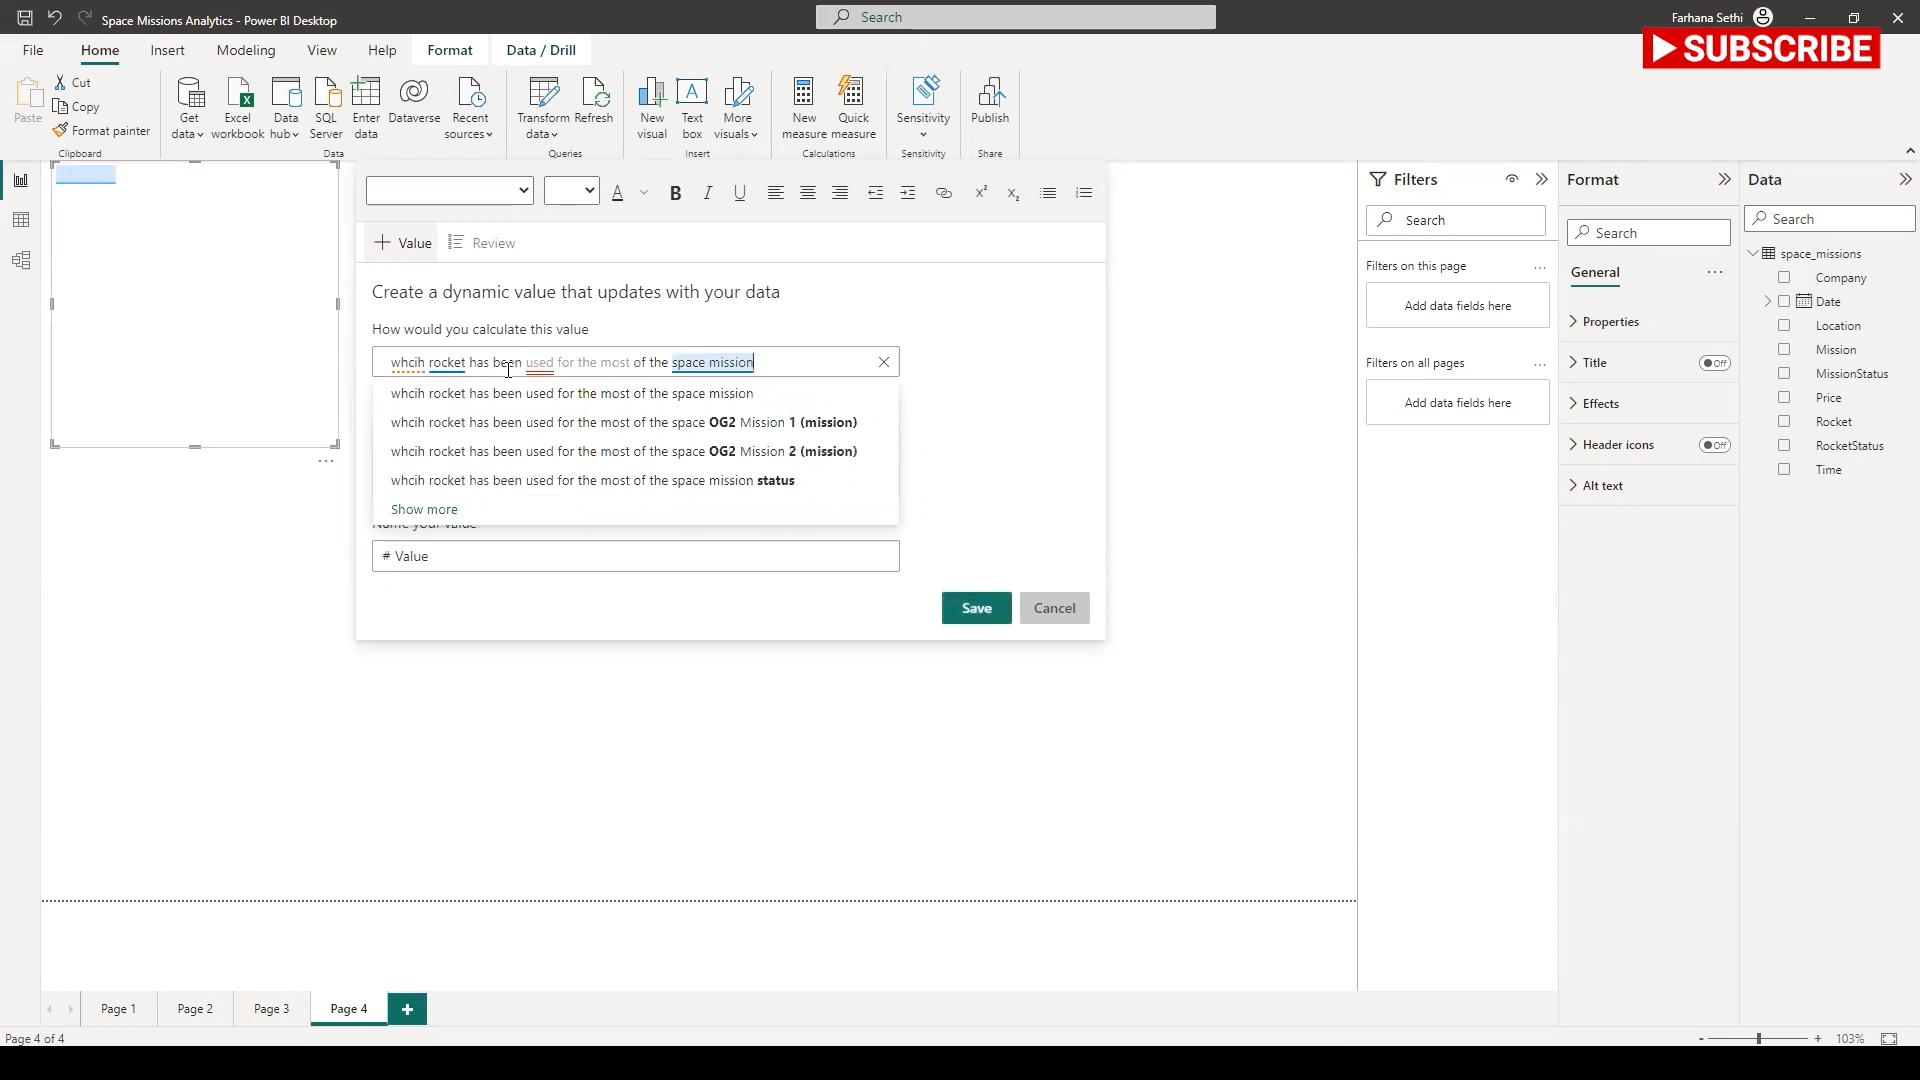 Space Missions Analytics - Power BI Desktop
Search
Farhana Sethi
SUBSCRIBE
File Home Insert Modeling View Help Format Data / Drill
Paste
Cut
Copy
Format painter
Clipboard
Get data
Excel workbook
Data hub
SQL Server
Enter data
Dataverse
Recent sources
Data
Transform data
Refresh
Queries
New visual
Text box
More visuals
Insert
New measure
Quick measure
Calculations
Sensitivity
Sensitivity
Publish
Share
+ Value Review
Create a dynamic value that updates with your data
How would you calculate this value
whcih rocket has been used for the most of the space mission
whcih rocket has been used for the most of the space mission
whcih rocket has been used for the most of the space OG2 Mission 1 (mission)
whcih rocket has been used for the most of the space OG2 Mission 2 (mission)
whcih rocket has been used for the most of the space mission status
Show more
Name your value
# Value
Save Cancel
Filters
Search
Filters on this page
Add data fields here
Filters on all pages
Add data fields here
Format
Search
General
Properties
Title Off
Effects
Header icons Off
Alt text
Data
Search
space_missions
Company
Date
Location
Mission
MissionStatus
Price
Rocket
RocketStatus
Time
Page 1 Page 2 Page 3 Page 4 +
Page 4 of 4
- + 103%